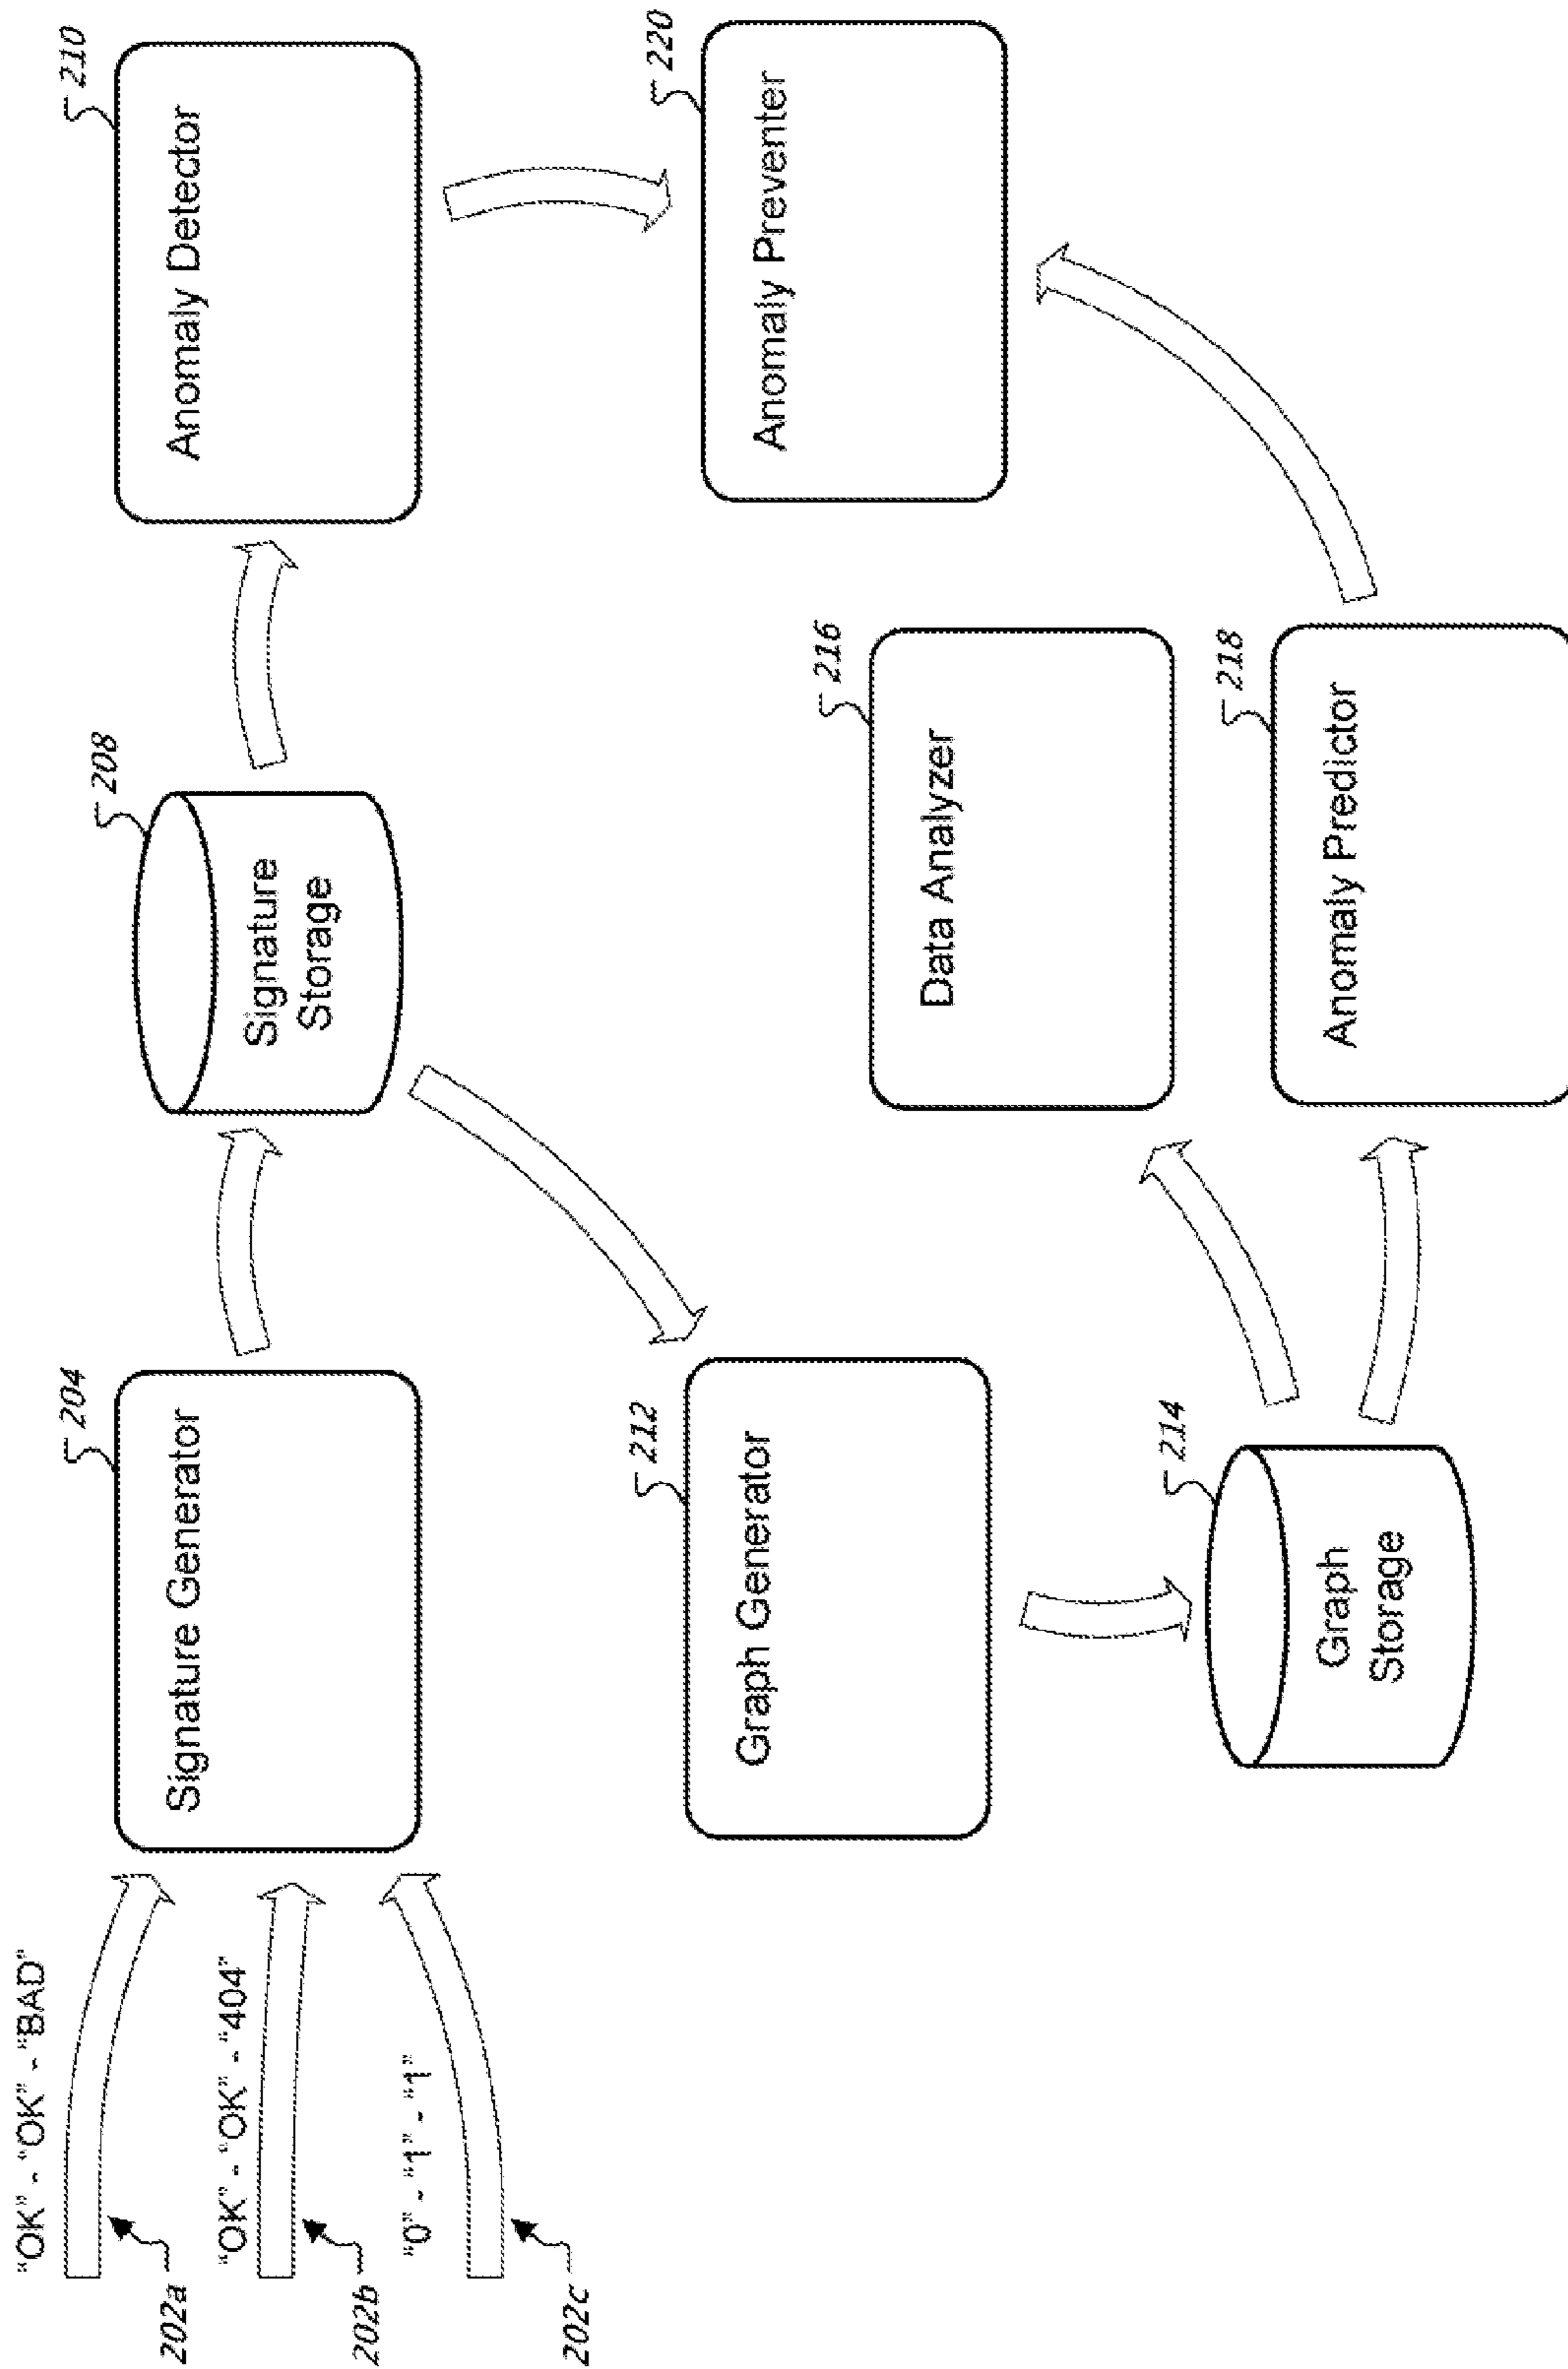 "OK" - "OK" - "BAD"
202a
"OK" - "OK" - "404"
202b
"0" - "1" - "1"
202c
204
Signature Generator
208
Signature
Storage
210
Anomaly Detector
212
Graph Generator
214
Graph
Storage
216
Data Analyzer
218
Anomaly Predictor
220
Anomaly Preventer